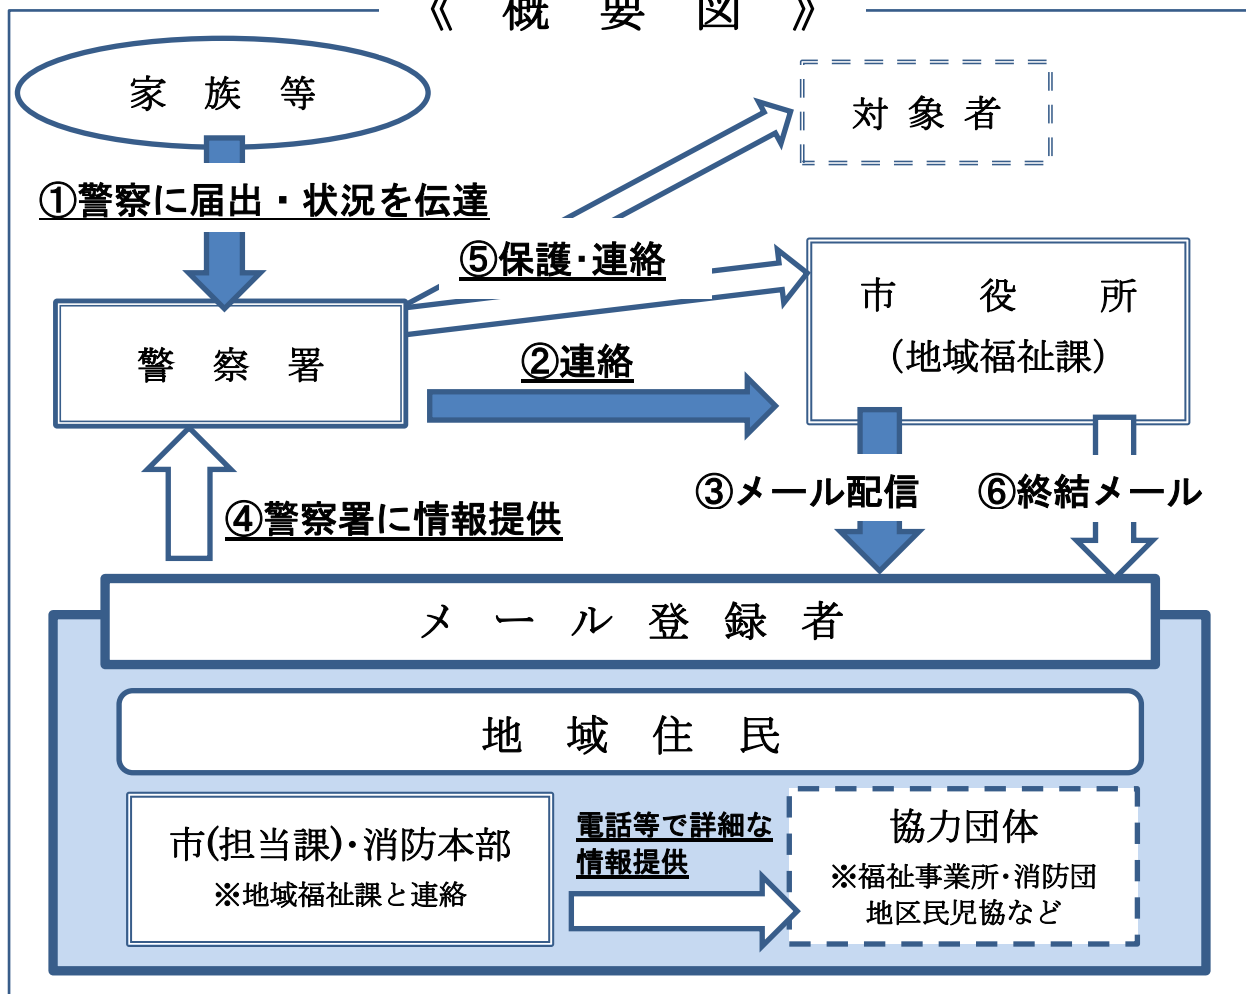 《 概 要 図 》
家 族 等
対 象 者
①警察に届出・状況を伝達
⑤保護・連絡
市 役 所
(地域福祉課)
警 察 署
②連絡
③メール配信
⑥終結メール
④警察署に情報提供
メ ー ル 登 録 者
地 域 住 民
市(担当課)・消防本部
※地域福祉課と連絡
電話等で詳細な
情報提供
協力団体
※福祉事業所・消防団
地区民児協など